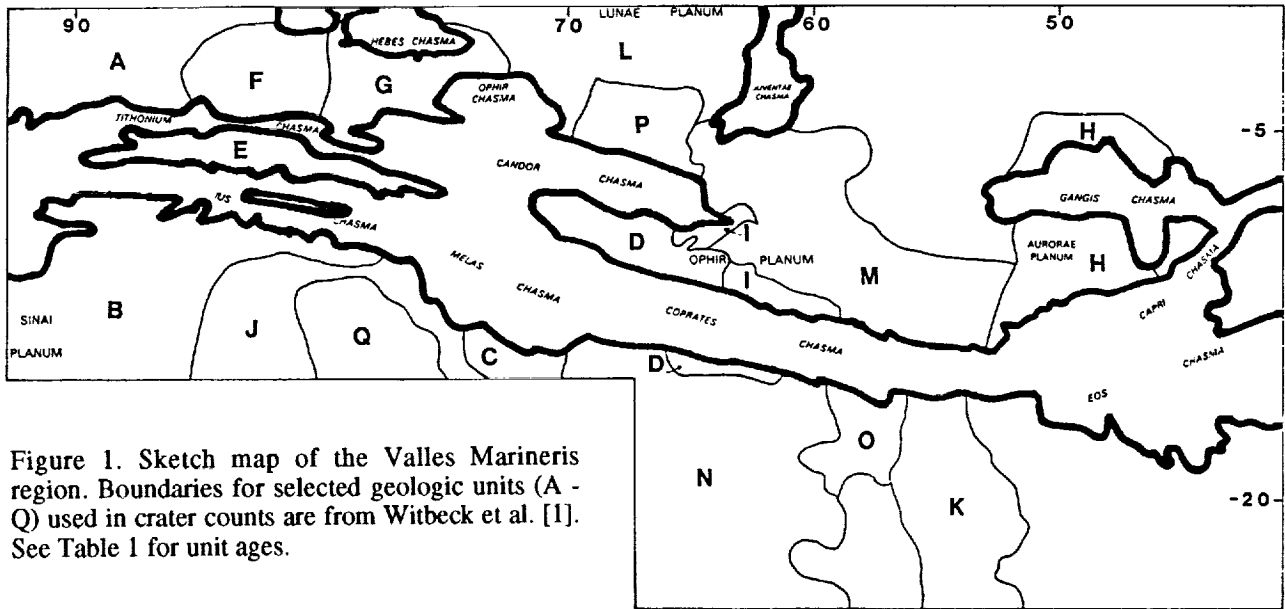 90
70
LUNAE PLANUM
60
50
HEBES CHASMA
A
F
G
L
OPHIR
CHASMA
JUVENTAE
CHASMA
TITHONIUM
CHASMA
P
H
-5
E
CANDOR
CHASMA
GANGIS CHASMA
IUS
CHASMA
D
I
OPHIR PLANUM
AURORAE
PLANUM
H
MELAS
CHASMA
I
M
CHASMA
CAPRI
B
SINAI
PLANUM
J
Q
C
COPRATES
CHASMA
CHASMA
D
EOS
O
N
K
-20
Figure 1. Sketch map of the Valles Marineris
region. Boundaries for selected geologic units (A -
Q) used in crater counts are from Witbeck et al. [1].
See Table 1 for unit ages.